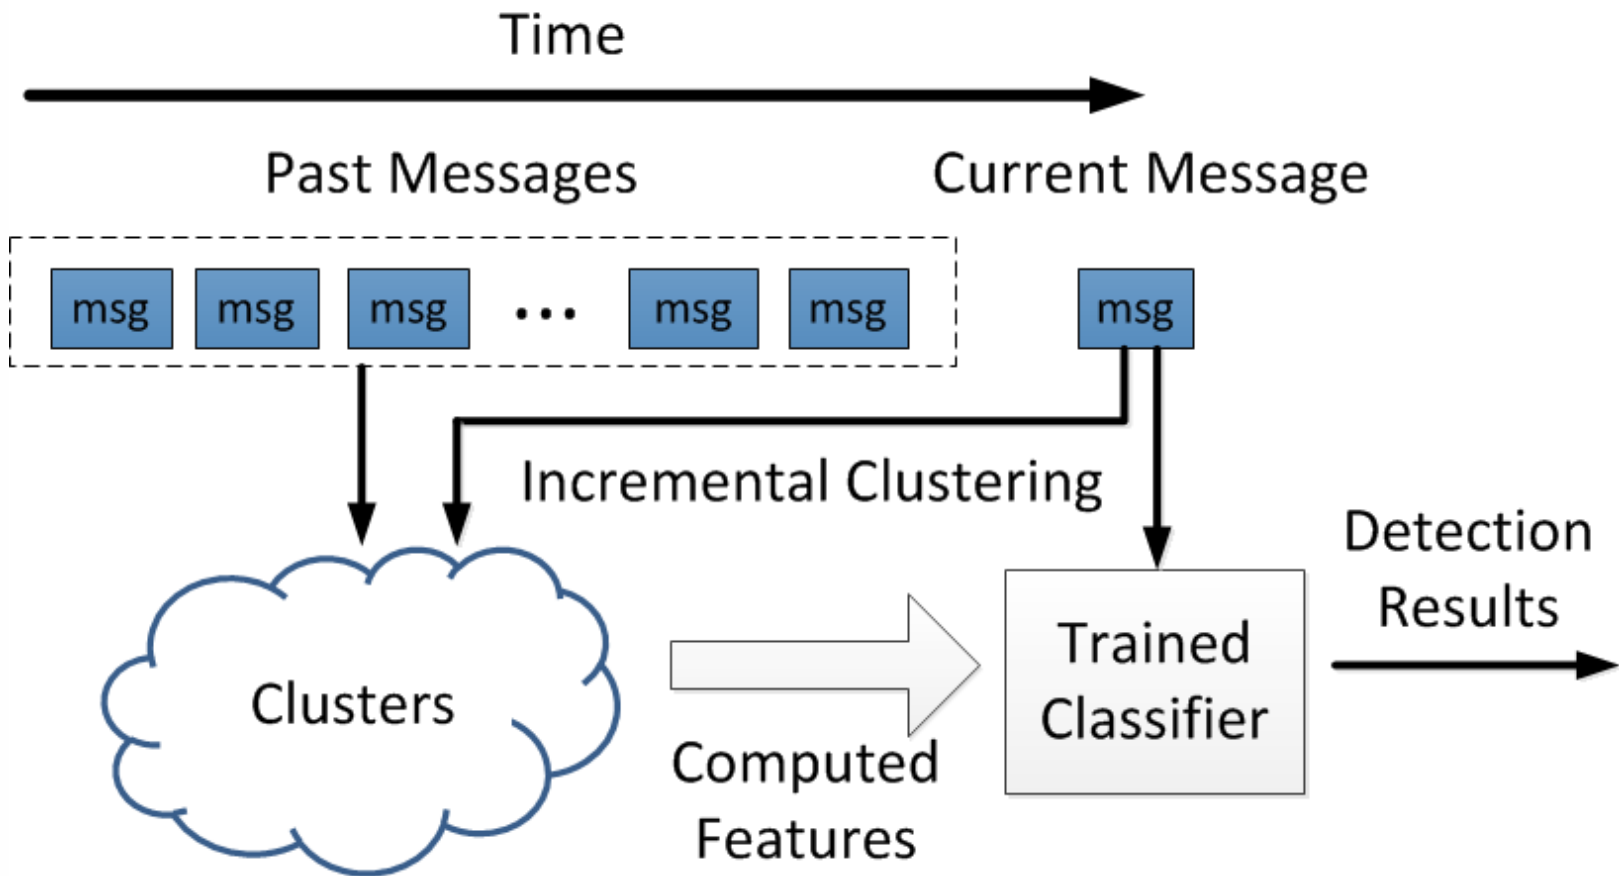 Time
Past Messages
Current Message
msg msg msg ... msg msg msg
Incremental Clustering
Detection
Results
Clusters
Trained
Classifier
Computed
Features